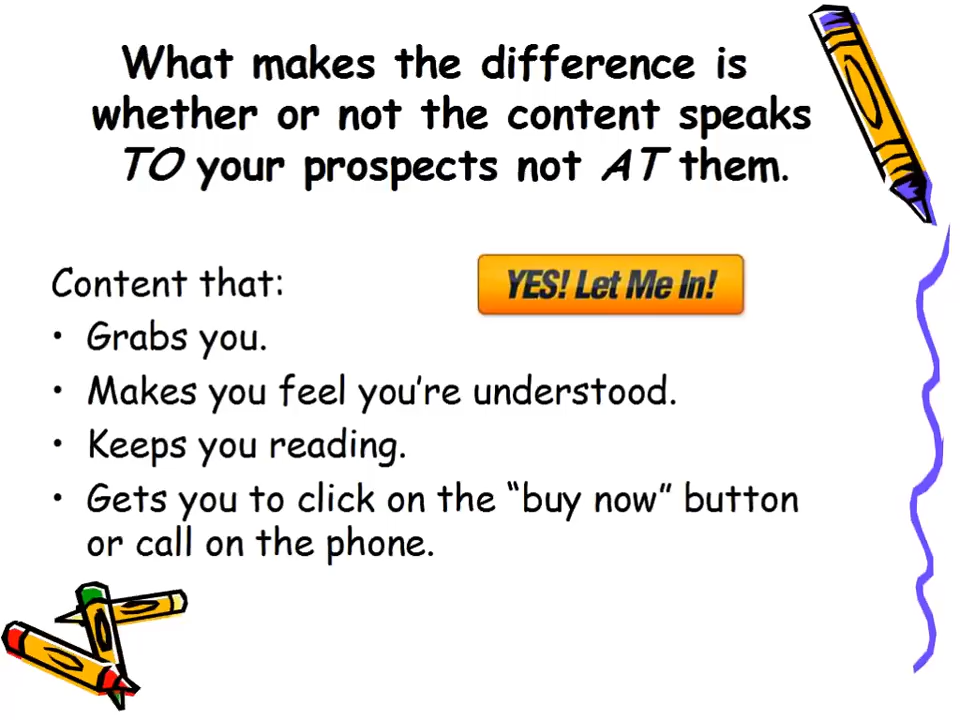 What makes the difference is
whether or not the content speaks
TO your prospects not AT them.
Content that:
YES! Let Me In!
• Grabs you.
• Makes you feel you’re understood.
• Keeps you reading.
• Gets you to click on the “buy now” button
or call on the phone.